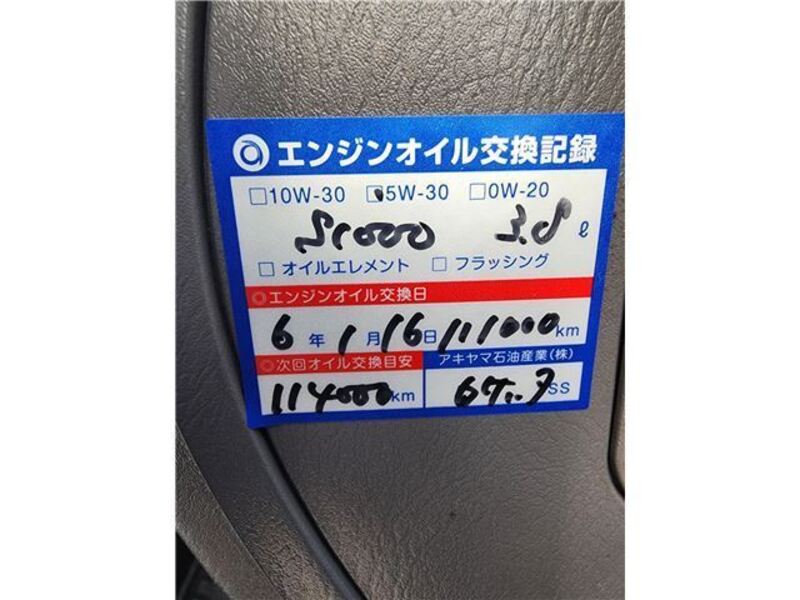 エンジンオイル交換記録
□10W-30 □5W-30 □0W-20
S1000 3.0 ℓ
□ オイルエレメント □ フラッシング
◎エンジンオイル交換日
6 年 1 月 16 日 111000 km
◎次回オイル交換目安 アキヤマ石油産業(株)
114000 km SS